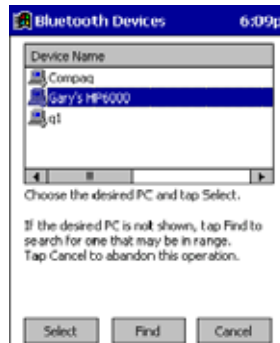 Bluetooth Devices 6:09p
Device Name
Compaq
Gary's HP6000
q1
Choose the desired PC and tap Select.
If the desired PC is not shown, tap Find to
search for one that may be in range.
Tap Cancel to abandon this operation.
Select Find Cancel